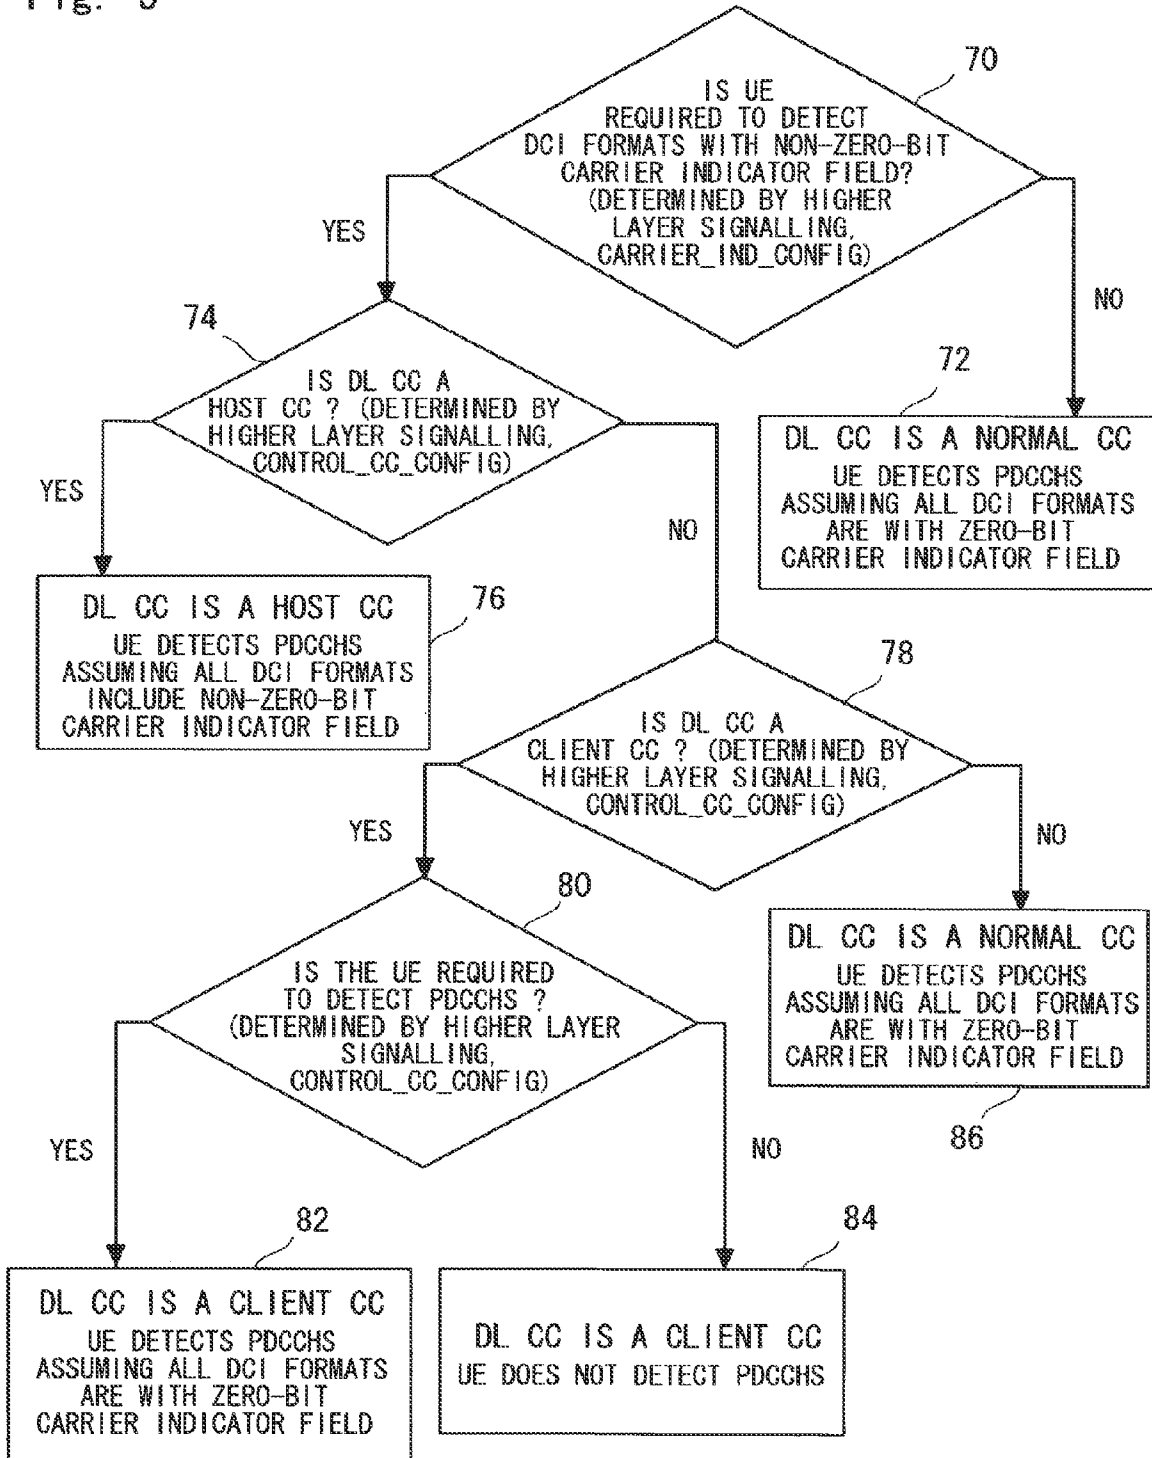 Fig.
70
IS UE
REQUIRED TO DETECT
DCI FORMATS WITH NON-ZERO-BIT
CARRIER INDICATOR FIELD?
(DETERMINED BY HIGHER
LAYER SIGNALLING,
CARRIER_IND_CONFIG)
YES
NO
74
IS DL CC A
HOST CC ? (DETERMINED BY
HIGHER LAYER SIGNALLING,
CONTROL_CC_CONFIG)
72
DL CC IS A NORMAL CC
UE DETECTS PDCCHS
ASSUMING ALL DCI FORMATS
ARE WITH ZERO-BIT
CARRIER INDICATOR FIELD
YES
NO
76
DL CC IS A HOST CC
UE DETECTS PDCCHS
ASSUMING ALL DCI FORMATS
INCLUDE NON-ZERO-BIT
CARRIER INDICATOR FIELD
78
IS DL CC A
CLIENT CC ? (DETERMINED BY
HIGHER LAYER SIGNALLING,
CONTROL_CC_CONFIG)
YES
NO
80
IS THE UE REQUIRED
TO DETECT PDCCHS ?
(DETERMINED BY HIGHER LAYER
SIGNALLING,
CONTROL_CC_CONFIG)
DL CC IS A NORMAL CC
UE DETECTS PDCCHS
ASSUMING ALL DCI FORMATS
ARE WITH ZERO-BIT
CARRIER INDICATOR FIELD
86
YES
NO
82
DL CC IS A CLIENT CC
UE DETECTS PDCCHS
ASSUMING ALL DCI FORMATS
ARE WITH ZERO-BIT
CARRIER INDICATOR FIELD
84
DL CC IS A CLIENT CC
UE DOES NOT DETECT PDCCHS